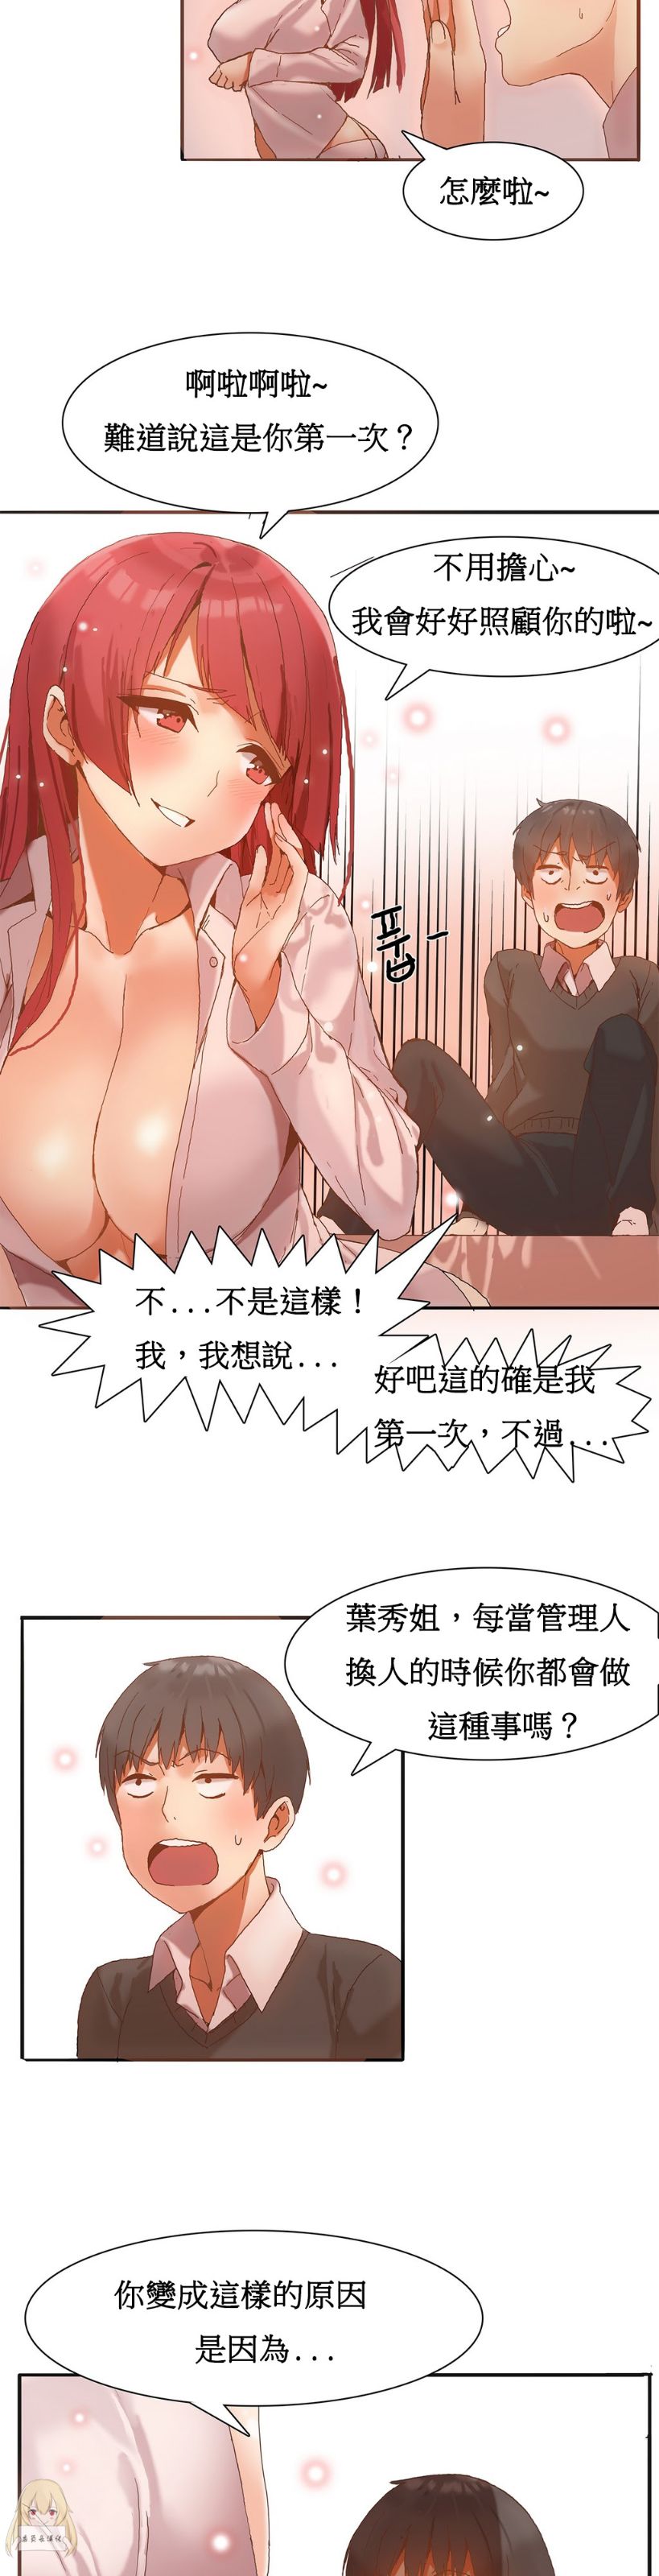 怎麼啦~
啊啦啊啦~
難道說這是你第一次？
不用擔心~
我會好好照顧你的啦~
풉-
不...不是這樣！
我，我想說...
好吧這的確是我
第一次，不過...
葉秀姐，每當管理人
換人的時候你都會做
這種事嗎？
你變成這樣的原因
是因為...